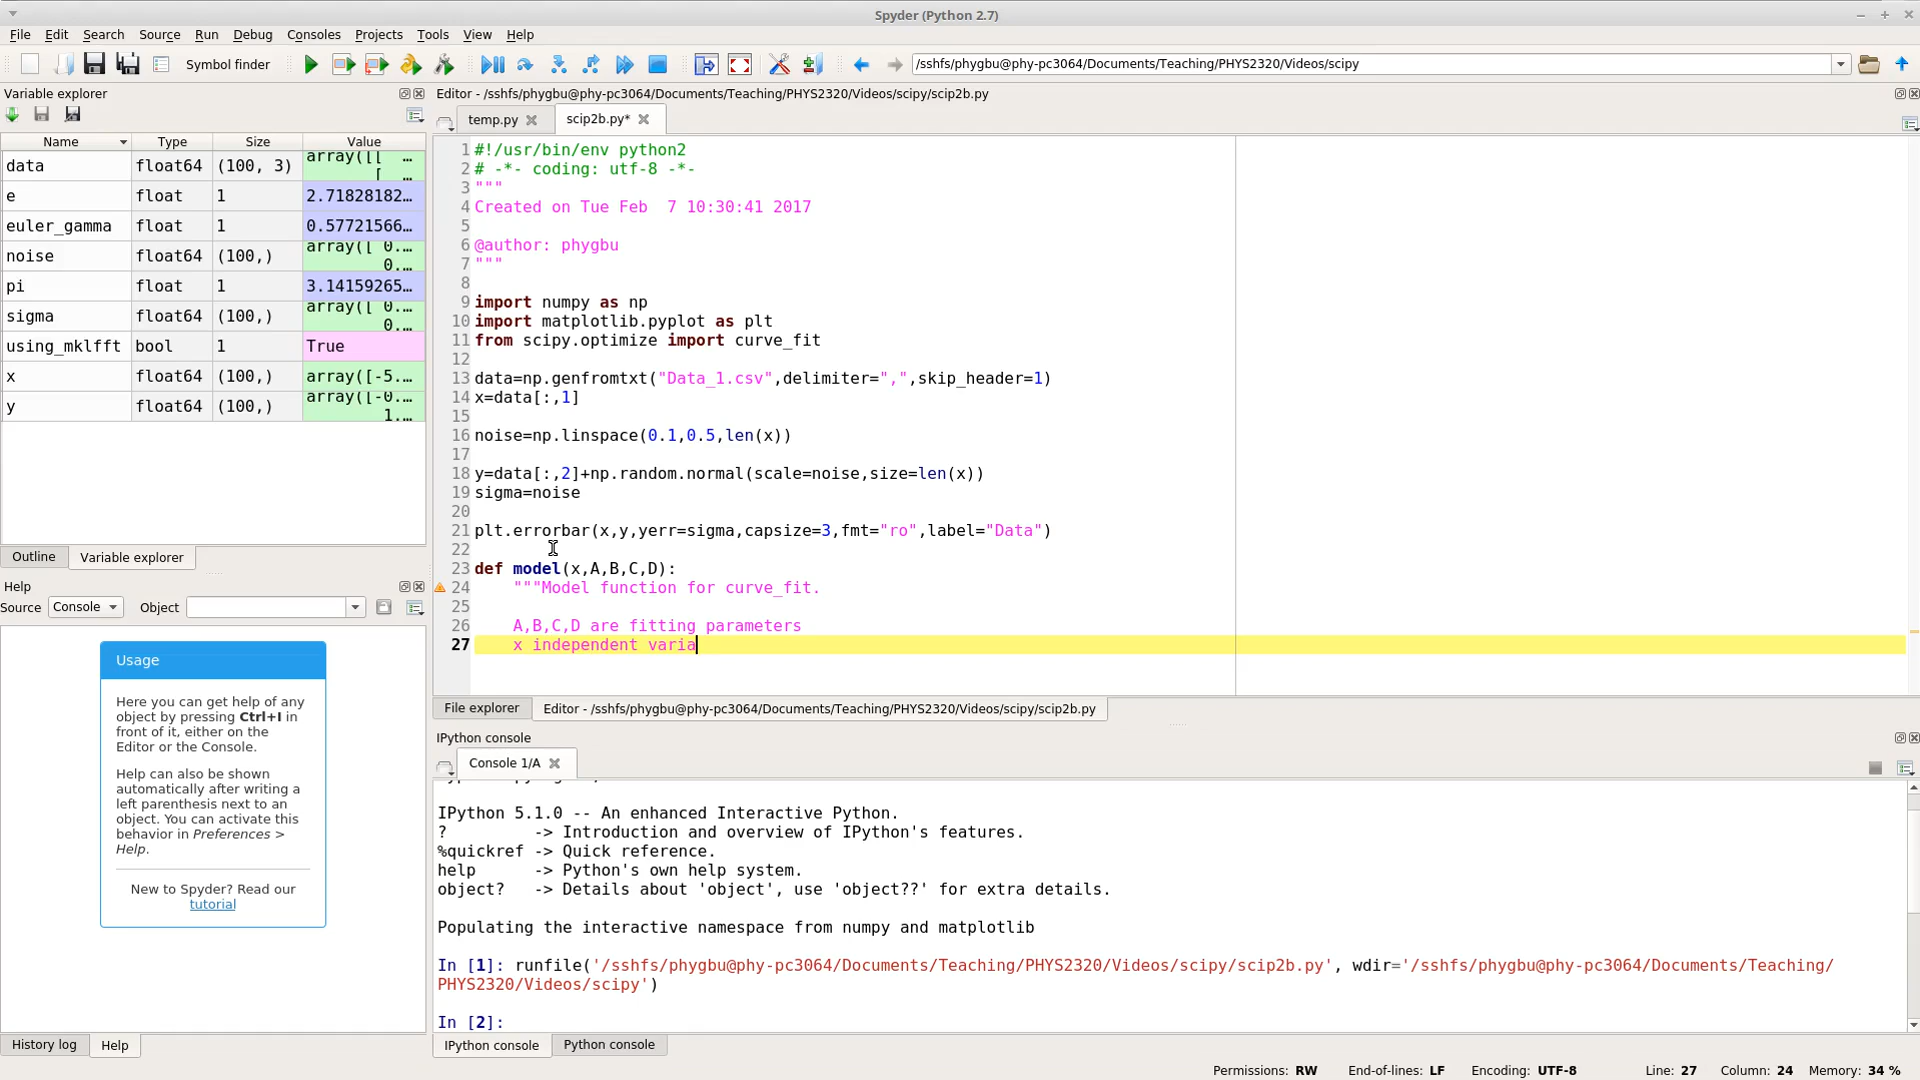 Spyder (Python 2.7)
File Edit Search Source Run Debug Consoles Projects Tools View Help
Symbol finder
/sshfs/phygbu@phy-pc3064/Documents/Teaching/PHYS2320/Videos/scipy
Variable explorer
Name Type Size Value
data float64 (100, 3) array([[ …
[ …
e float 1 2.71828182…
euler_gamma float 1 0.57721566…
noise float64 (100,) array([ 0.…
0.…
pi float 1 3.14159265…
sigma float64 (100,) array([ 0.…
0.…
using_mklfft bool 1 True
x float64 (100,) array([-5.…
y float64 (100,) array([-0.…
1.…
Outline Variable explorer
Help
Source Console Object
Usage
Here you can get help of any
object by pressing Ctrl+I in
front of it, either on the
Editor or the Console.
Help can also be shown
automatically after writing a
left parenthesis next to an
object. You can activate this
behavior in Preferences >
Help.
New to Spyder? Read our
tutorial
History log Help
Editor - /sshfs/phygbu@phy-pc3064/Documents/Teaching/PHYS2320/Videos/scipy/scip2b.py
temp.py scip2b.py*
1 #!/usr/bin/env python2
2 # -*- coding: utf-8 -*-
3 """
4 Created on Tue Feb  7 10:30:41 2017
5
6 @author: phygbu
7 """
8
9 import numpy as np
10 import matplotlib.pyplot as plt
11 from scipy.optimize import curve_fit
12
13 data=np.genfromtxt("Data_1.csv",delimiter=",",skip_header=1)
14 x=data[:,1]
15
16 noise=np.linspace(0.1,0.5,len(x))
17
18 y=data[:,2]+np.random.normal(scale=noise,size=len(x))
19 sigma=noise
20
21 plt.errorbar(x,y,yerr=sigma,capsize=3,fmt="ro",label="Data")
22
23 def model(x,A,B,C,D):
24     """Model function for curve_fit.
25
26     A,B,C,D are fitting parameters
27     x independent varia
File explorer Editor - /sshfs/phygbu@phy-pc3064/Documents/Teaching/PHYS2320/Videos/scipy/scip2b.py
IPython console
Console 1/A
IPython 5.1.0 -- An enhanced Interactive Python.
?         -> Introduction and overview of IPython's features.
%quickref -> Quick reference.
help      -> Python's own help system.
object?   -> Details about 'object', use 'object??' for extra details.
Populating the interactive namespace from numpy and matplotlib
In [1]: runfile('/sshfs/phygbu@phy-pc3064/Documents/Teaching/PHYS2320/Videos/scipy/scip2b.py', wdir='/sshfs/phygbu@phy-pc3064/Documents/Teaching/
PHYS2320/Videos/scipy')
In [2]:
IPython console Python console
Permissions: RW End-of-lines: LF Encoding: UTF-8 Line: 27 Column: 24 Memory: 34 %